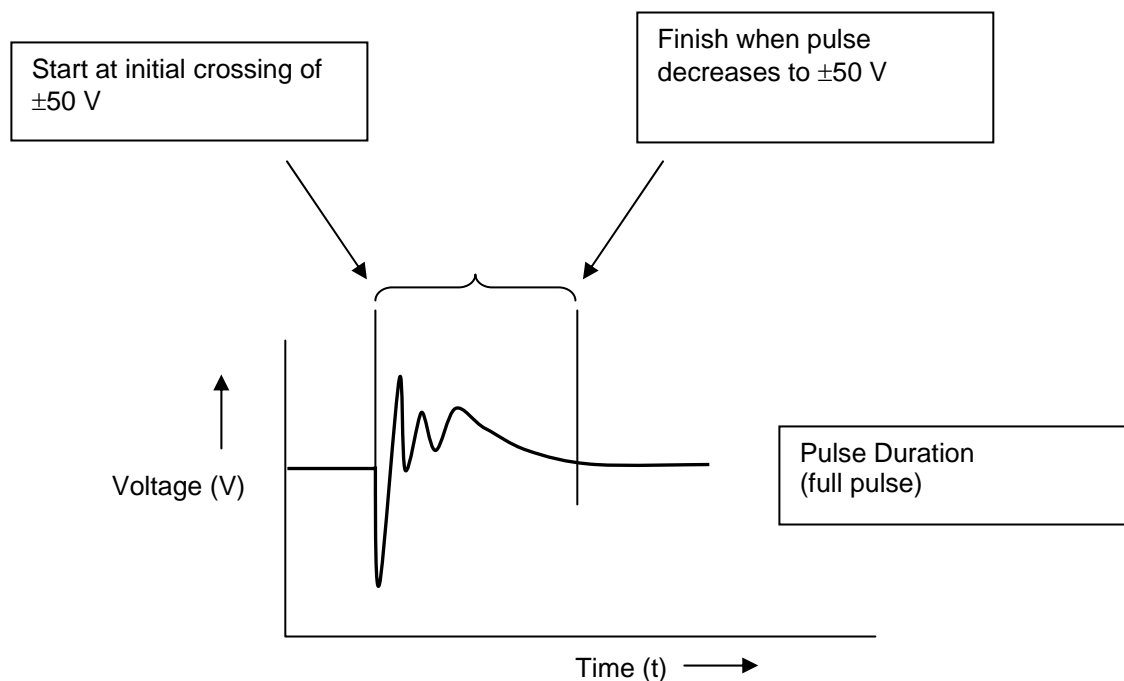 Start at initial crossing of
±50 V
Finish when pulse
decreases to ±50 V
Voltage (V)
Pulse Duration
(full pulse)
Time (t)